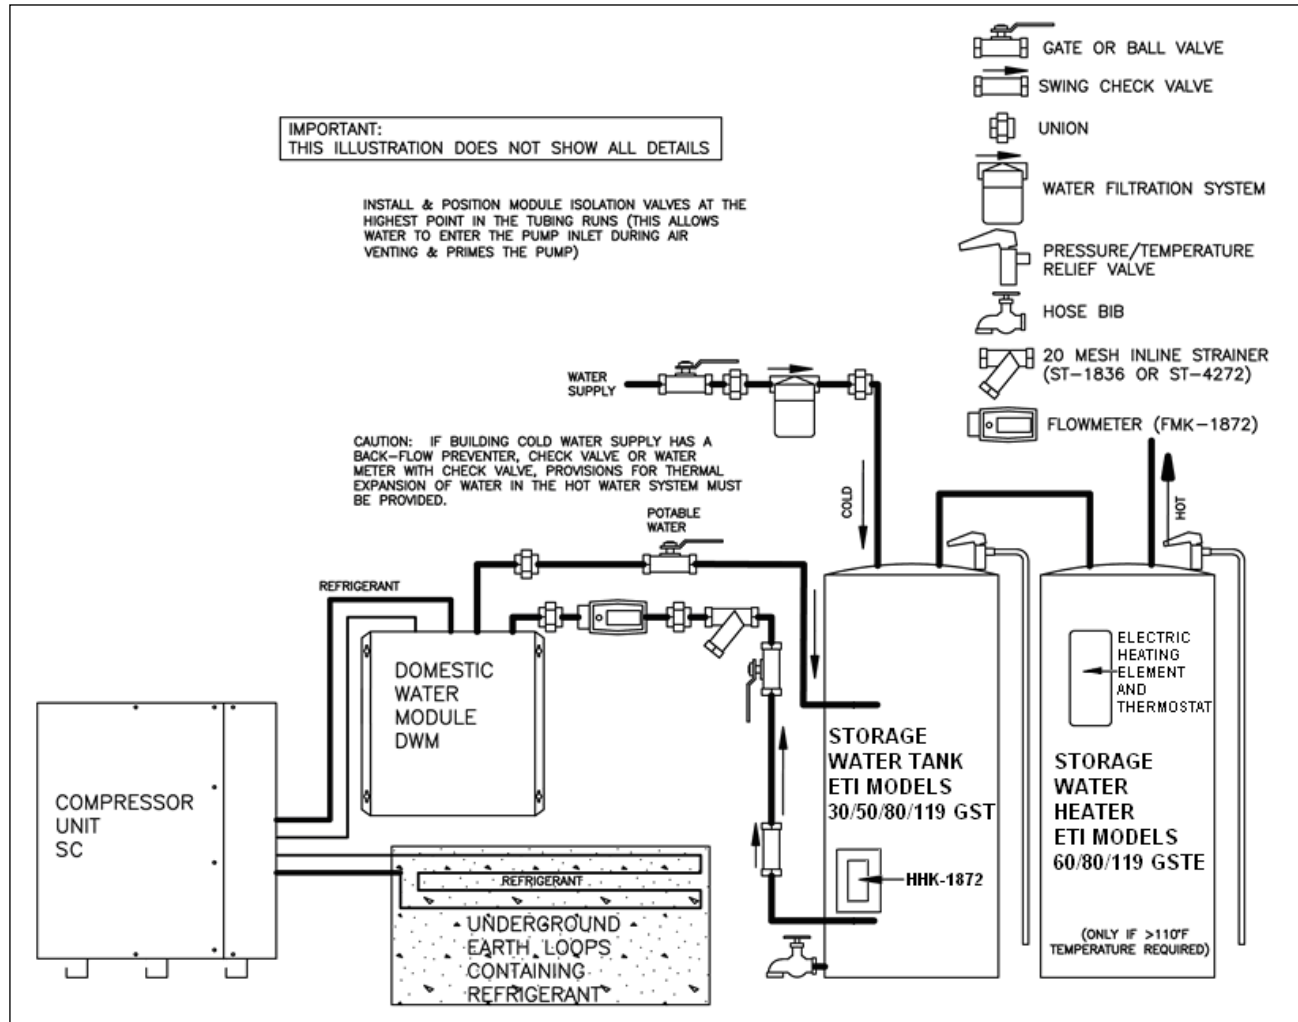 GATE OR BALL VALVE
SWING CHECK VALVE
UNION
WATER FILTRATION SYSTEM
PRESSURE/TEMPERATURE
RELIEF VALVE
HOSE BIB
20 MESH INLINE STRAINER
(ST-1836 OR ST-4272)
FLOWMETER (FMK-1872)
IMPORTANT:
THIS ILLUSTRATION DOES NOT SHOW ALL DETAILS
INSTALL & POSITION MODULE ISOLATION VALVES AT THE
HIGHEST POINT IN THE TUBING RUNS (THIS ALLOWS
WATER TO ENTER THE PUMP INLET DURING AIR
VENTING & PRIMES THE PUMP)
WATER
SUPPLY
CAUTION: IF BUILDING COLD WATER SUPPLY HAS A
BACK-FLOW PREVENTER, CHECK VALVE OR WATER
METER WITH CHECK VALVE, PROVISIONS FOR THERMAL
EXPANSION OF WATER IN THE HOT WATER SYSTEM MUST
BE PROVIDED.
COLD
HOT
POTABLE
WATER
REFRIGERANT
DOMESTIC
WATER
MODULE
DWM
COMPRESSOR
UNIT
SC
REFRIGERANT
UNDERGROUND
EARTH LOOPS
CONTAINING
REFRIGERANT
STORAGE
WATER TANK
ETI MODELS
30/50/80/119 GST
HHK-1872
ELECTRIC
HEATING
ELEMENT
AND
THERMOSTAT
STORAGE
WATER
HEATER
ETI MODELS
60/80/119 GSTE
(ONLY IF >110°F
TEMPERATURE REQUIRED)